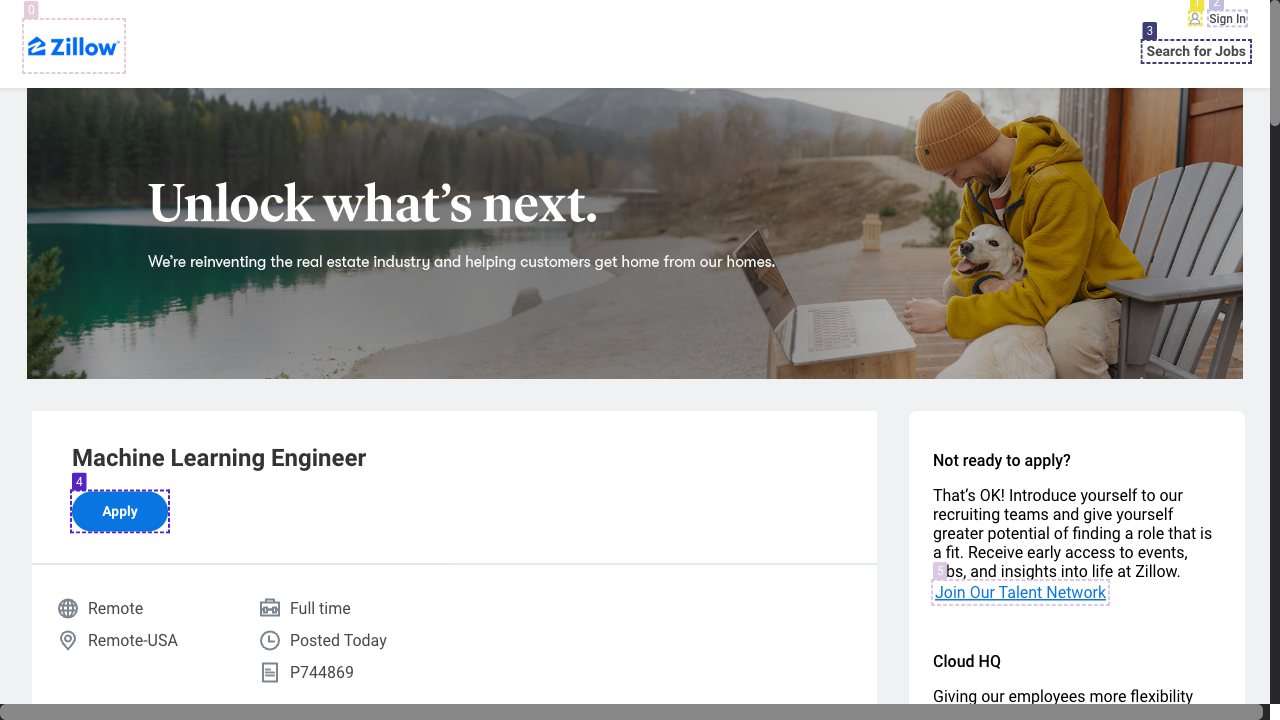 0
Zillow
1
2
Sign In
3
Search for Jobs
Unlock what's next.
We're reinventing the real estate industry and helping customers get home from our homes.
Machine Learning Engineer
4
Apply
Remote
Full time
Remote-USA
Posted Today
P744869
Not ready to apply?
That's OK! Introduce yourself to our
recruiting teams and give yourself
greater potential of finding a role that is
a fit. Receive early access to events,
5
bs, and insights into life at Zillow.
Join Our Talent Network
Cloud HQ
Giving our employees more flexibility